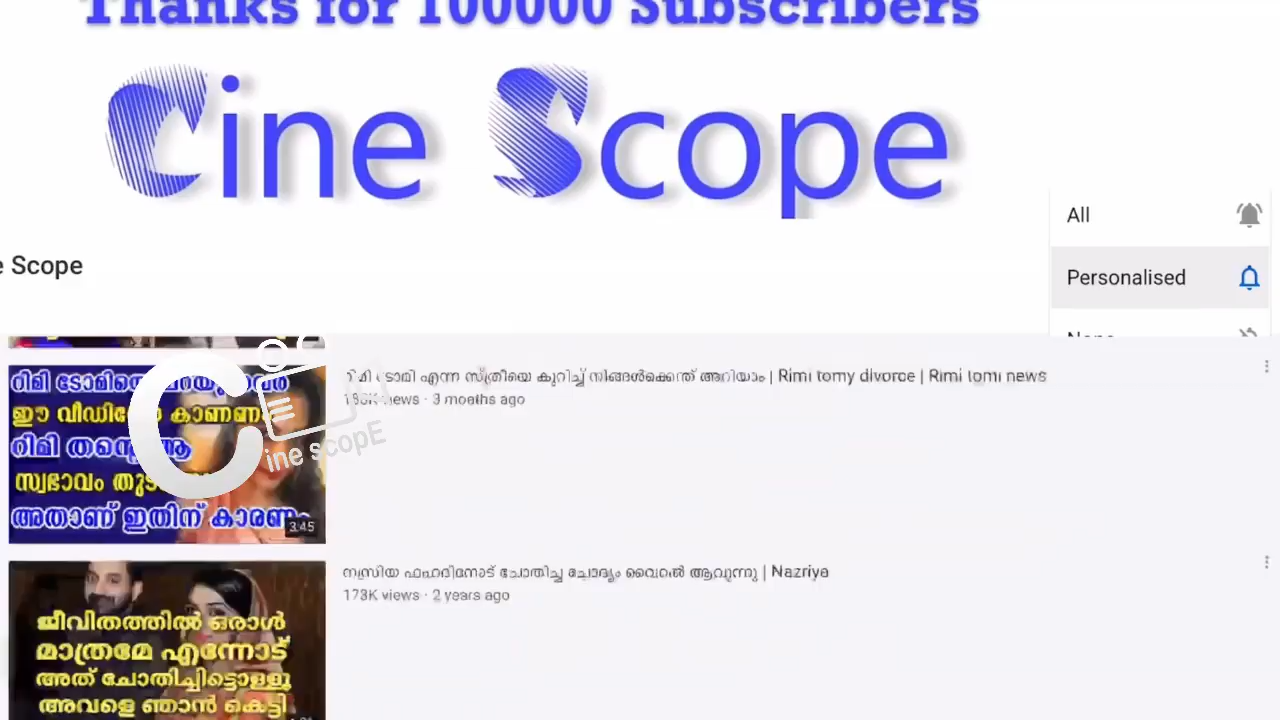 Thanks for 100000 Subscribers
Cine Scope
All
e Scope
Personalised
None
റിമി ടോമി എന്ന സ്ത്രീയെ കുറിച്ച് നിങ്ങൾക്കെന്ത് അറിയാം | Rimi tomy divorce | Rimi tomi news
views · 3 months ago
ഈ കാണണം
റിമി തന്റെ ആ
സ്വഭാവം
അതാണ് ഇതിന് കാരണം
3:45
ine scopE
നസ്രിയ ഫഹദിനോട് ചോതിച്ച ചോദ്യം വൈറൽ ആവുന്നു | Nazriya
173K views · 2 years ago
ജീവിതത്തിൽ ഒരാൾ
മാത്രമേ എന്നോട്
അത് ചോതിച്ചിട്ടൊള്ളൂ
അവളെ ഞാൻ കെട്ടി